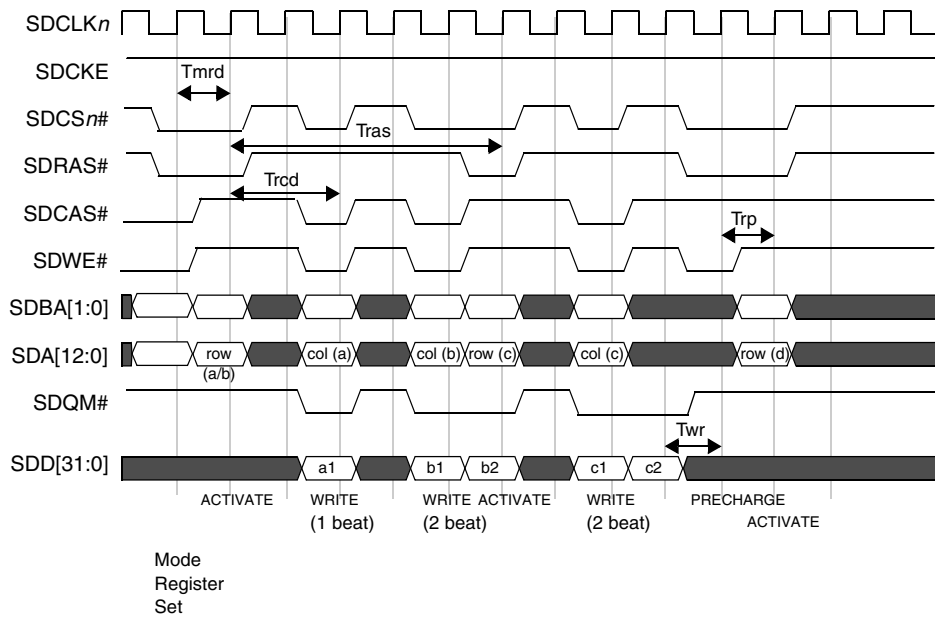 SDCLKn
SDCKE
Tmrd
SDCSn#
Tras
SDRAS#
Trcd
SDCAS#
Trp
SDWE#
SDBA[1:0]
SDA[12:0] row col (a) col (b) row (c) col (c) row (d)
(a/b)
SDQM#
Twr
SDD[31:0] a1 b1 b2 c1 c2
ACTIVATE WRITE WRITE ACTIVATE WRITE PRECHARGE
(1 beat) (2 beat) (2 beat) ACTIVATE
Mode
Register
Set